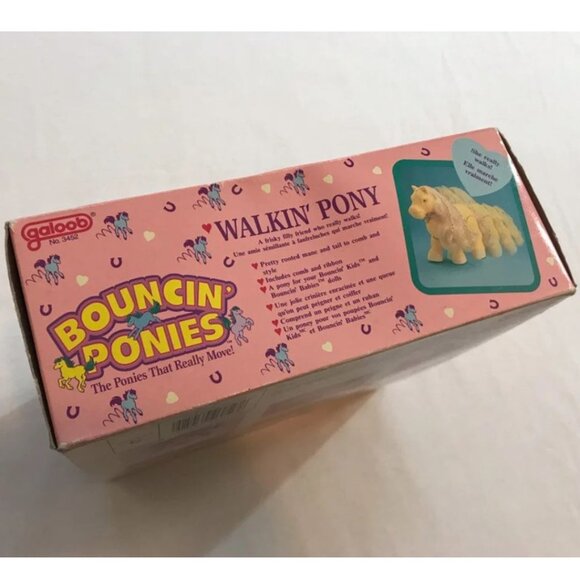 galoob®
No. 3452
BOUNCIN'
PONIES™
The Ponies That Really Move!
WALKIN' PONY
A frisky filly friend who really walks!
Une amie sémillante à fanfreluches qui marche vraiment!
Pretty rooted mane and tail to comb and
style
Includes comb and ribbon
A pony for your Bouncin' Kids™ and
Bouncin' Babies™ dolls
Une jolie crinière enracinée et une queue
qu'on peut peigner et coiffer
Comprend un peigne et un ruban
Un poney pour vos poupées Bouncin'
Kids™ et Bouncin' Babies™
She really
walks!
Elle marche
vraiment!